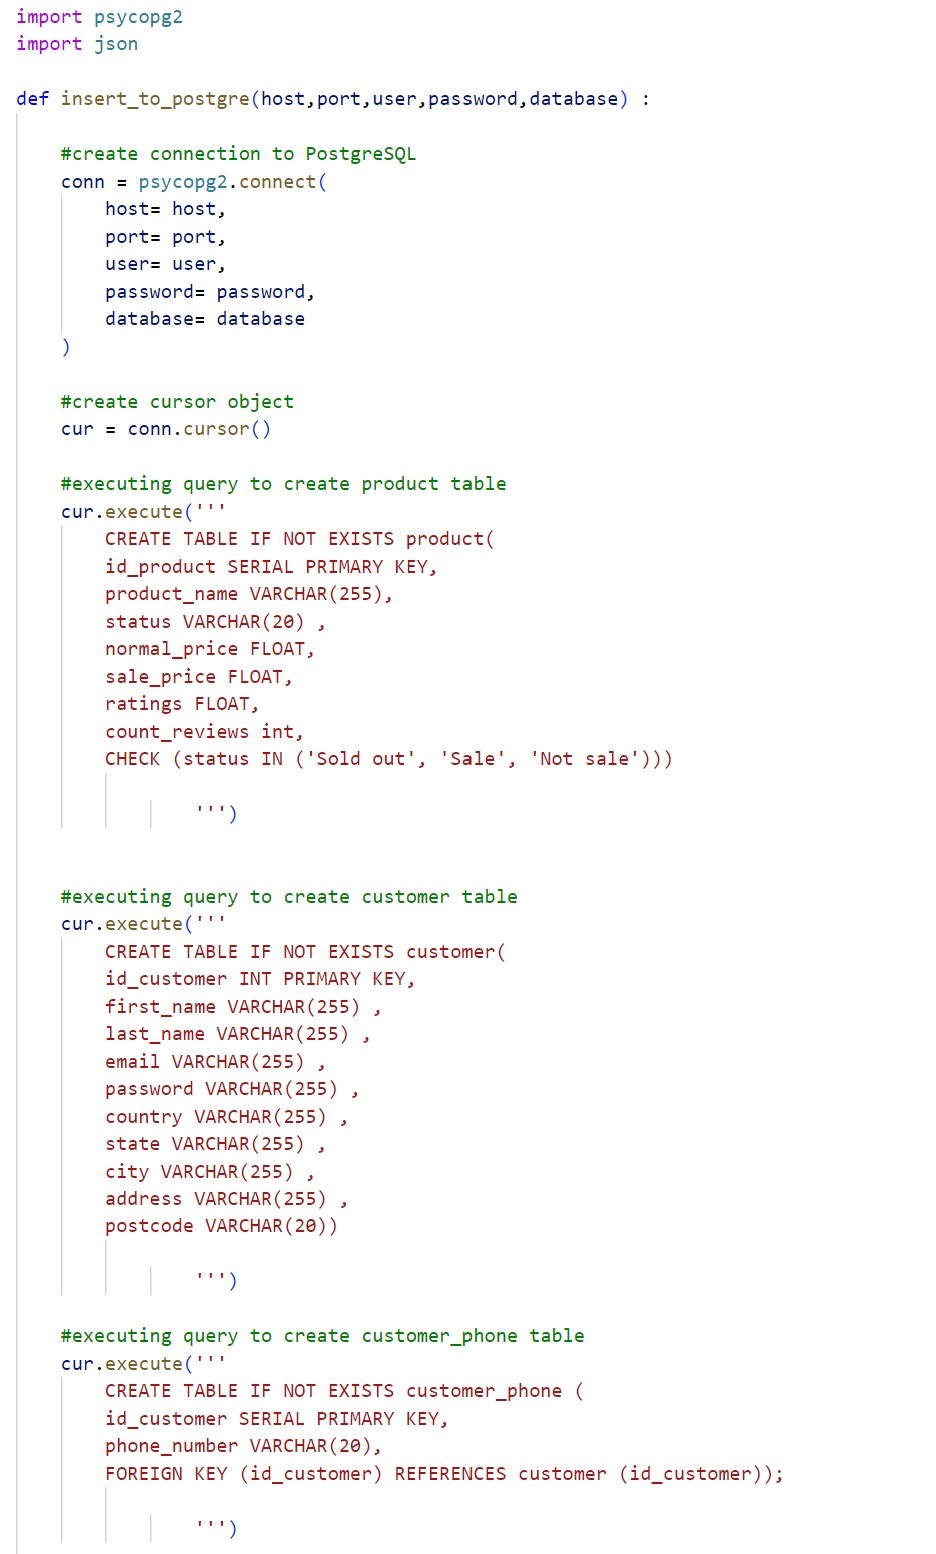 import psycopg2
import json
def insert_to_postgre(host,port,user,password,database) :
#create connection to PostgreSQL
conn = psycopg2.connect(
host= host,
port= port,
user= user,
password= password,
database= database
)
#create cursor object
cur = conn.cursor()
#executing query to create product table
cur.execute('''
CREATE TABLE IF NOT EXISTS product(
id_product SERIAL PRIMARY KEY,
product_name VARCHAR(255),
status VARCHAR(20) ,
normal_price FLOAT,
sale_price FLOAT,
ratings FLOAT,
count_reviews int,
CHECK (status IN ('Sold out', 'Sale', 'Not sale')))
''')
#executing query to create customer table
cur.execute('''
CREATE TABLE IF NOT EXISTS customer(
id_customer INT PRIMARY KEY,
first_name VARCHAR(255) ,
last_name VARCHAR(255) ,
email VARCHAR(255) ,
password VARCHAR(255) ,
country VARCHAR(255) ,
state VARCHAR(255) ,
city VARCHAR(255) ,
address VARCHAR(255) ,
postcode VARCHAR(20))
''')
#executing query to create customer_phone table
cur.execute('''
CREATE TABLE IF NOT EXISTS customer_phone (
id_customer SERIAL PRIMARY KEY,
phone_number VARCHAR(20),
FOREIGN KEY (id_customer) REFERENCES customer (id_customer));
''')